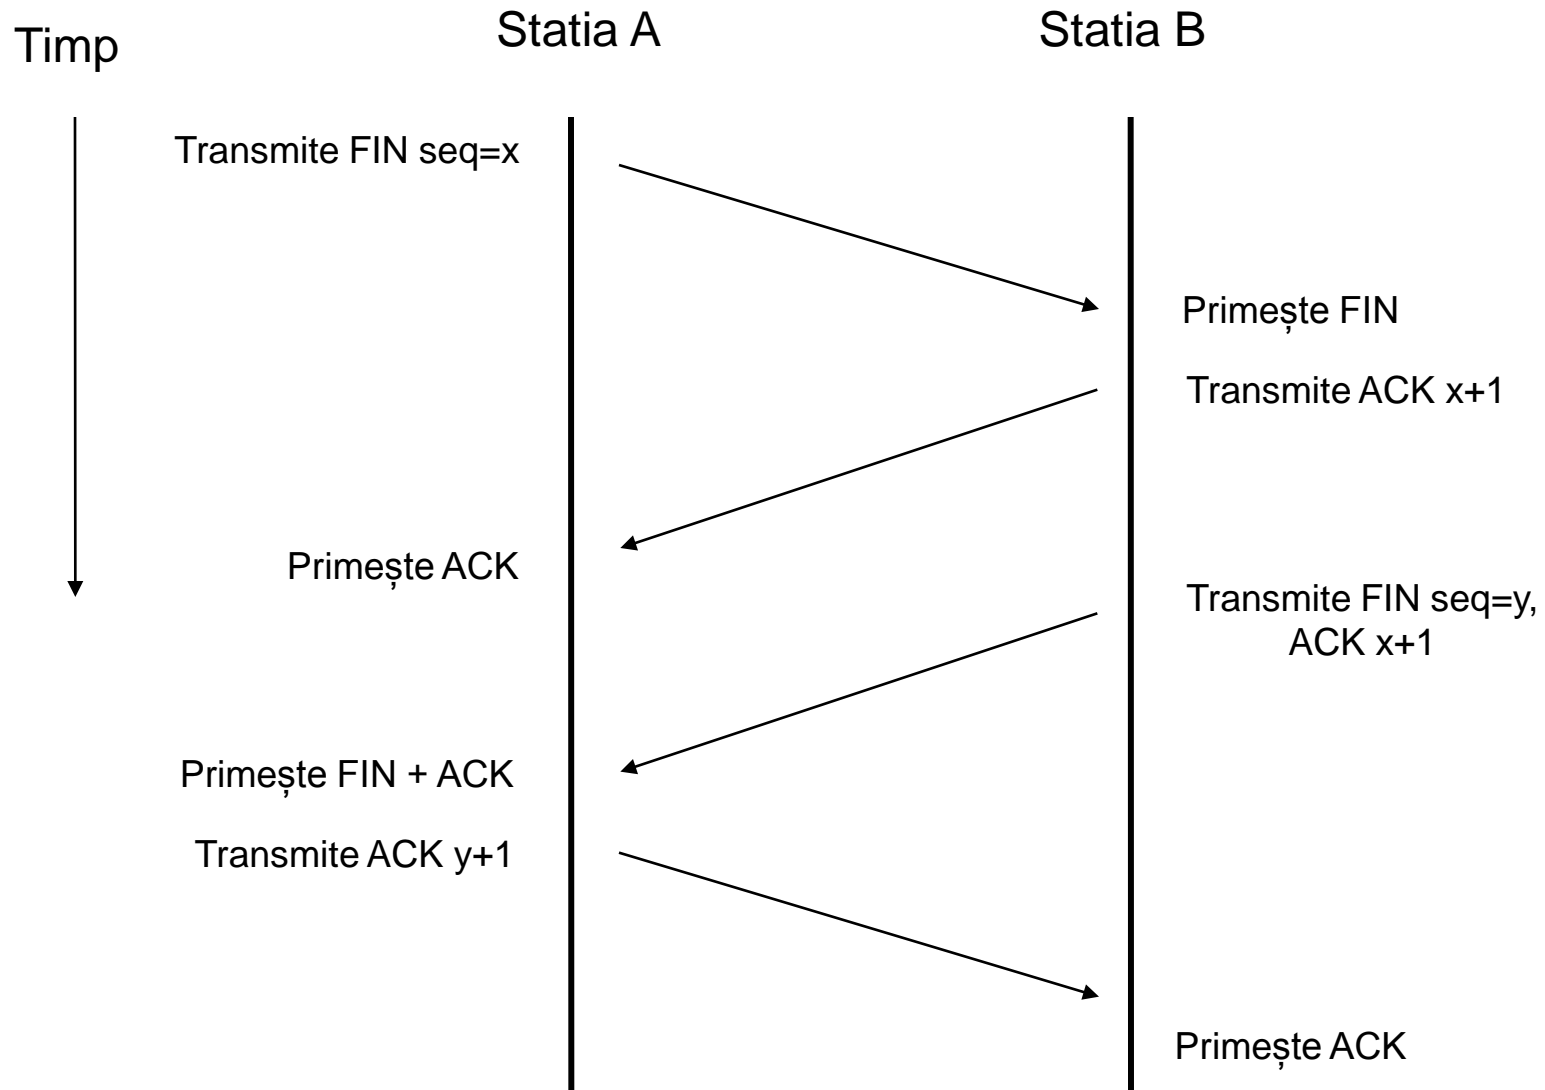 Timp
Statia A
Statia B
Transmite FIN seq=x
Primește FIN
Transmite ACK x+1
Primește ACK
Transmite FIN seq=y,
ACK x+1
Primește FIN + ACK
Transmite ACK y+1
Primește ACK